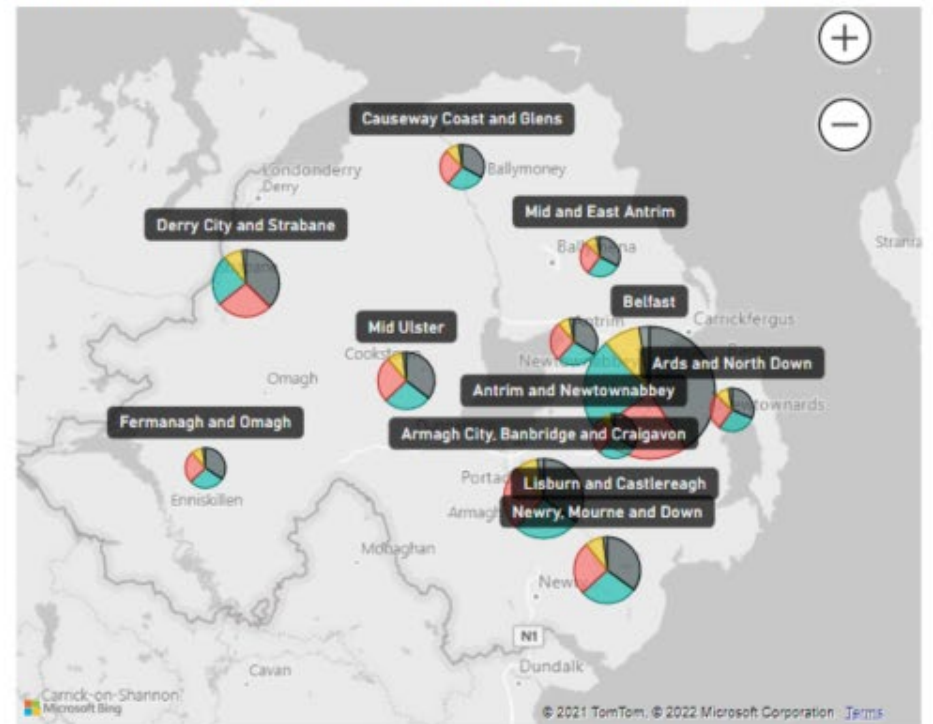 +
Causeway Coast and Glens
−
Londonderry
Derry
Ballymoney
Derry City and Strabane
Mid and East Antrim
Belfast
Carrickfergus
Mid Ulster
Ards and North Down
Omagh
Antrim and Newtownabbey
Fermanagh and Omagh
Armagh City, Banbridge and Craigavon
Lisburn and Castlereagh
Enniskillen
Armagh
Newry, Mourne and Down
Monaghan
N1
Dundalk
Cavan
Carrick-on-Shannon
Microsoft Bing
© 2021 TomTom, © 2022 Microsoft Corporation Terms